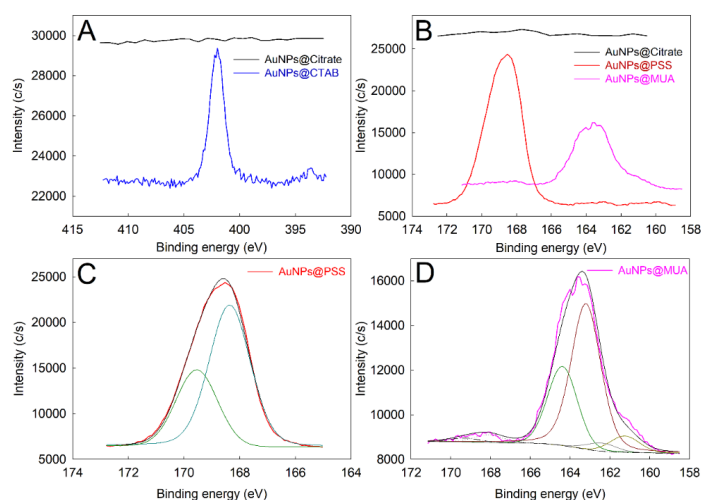 A
AuNPs@Citrate
AuNPs@CTAB
Intensity (c/s)
30000
28000
26000
24000
22000
415 410 405 400 395 390
Binding energy (eV)
B
AuNPs@Citrate
AuNPs@PSS
AuNPs@MUA
Intensity (c/s)
25000
20000
15000
10000
5000
174 172 170 168 166 164 162 160 158
Binding energy (eV)
C
AuNPs@PSS
Intensity (c/s)
25000
20000
15000
10000
5000
174 172 170 168 166 164
Binding energy (eV)
D
AuNPs@MUA
Intensity (c/s)
16000
14000
12000
10000
8000
172 170 168 166 164 162 160 158
Binding energy (eV)